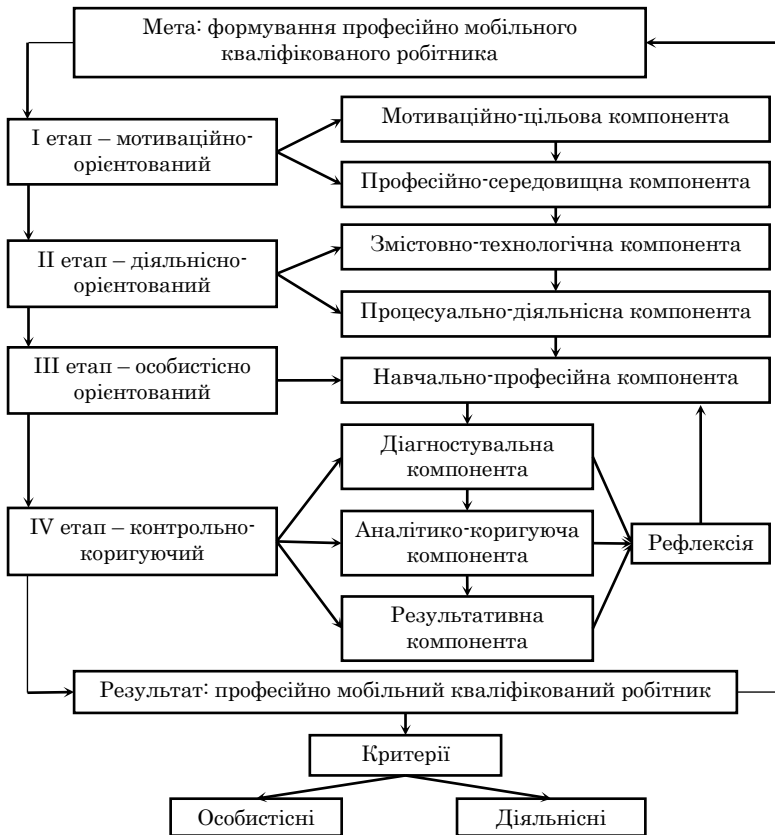 Мета: формування професійно мобільного
кваліфікованого робітника
І етап – мотиваційно-
орієнтований
Мотиваційно-цільова компонента
Професійно-середовищна компонента
ІІ етап – діяльнісно-
орієнтований
Змістовно-технологічна компонента
Процесуально-діяльнісна компонента
ІІІ етап – особистісно
орієнтований
Навчально-професійна компонента
Діагностувальна
компонента
IV етап – контрольно-
коригуючий
Аналітико-коригуюча
компонента
Рефлексія
Результативна
компонента
Результат: професійно мобільний кваліфікований робітник
Критерії
Особистісні
Діяльнісні